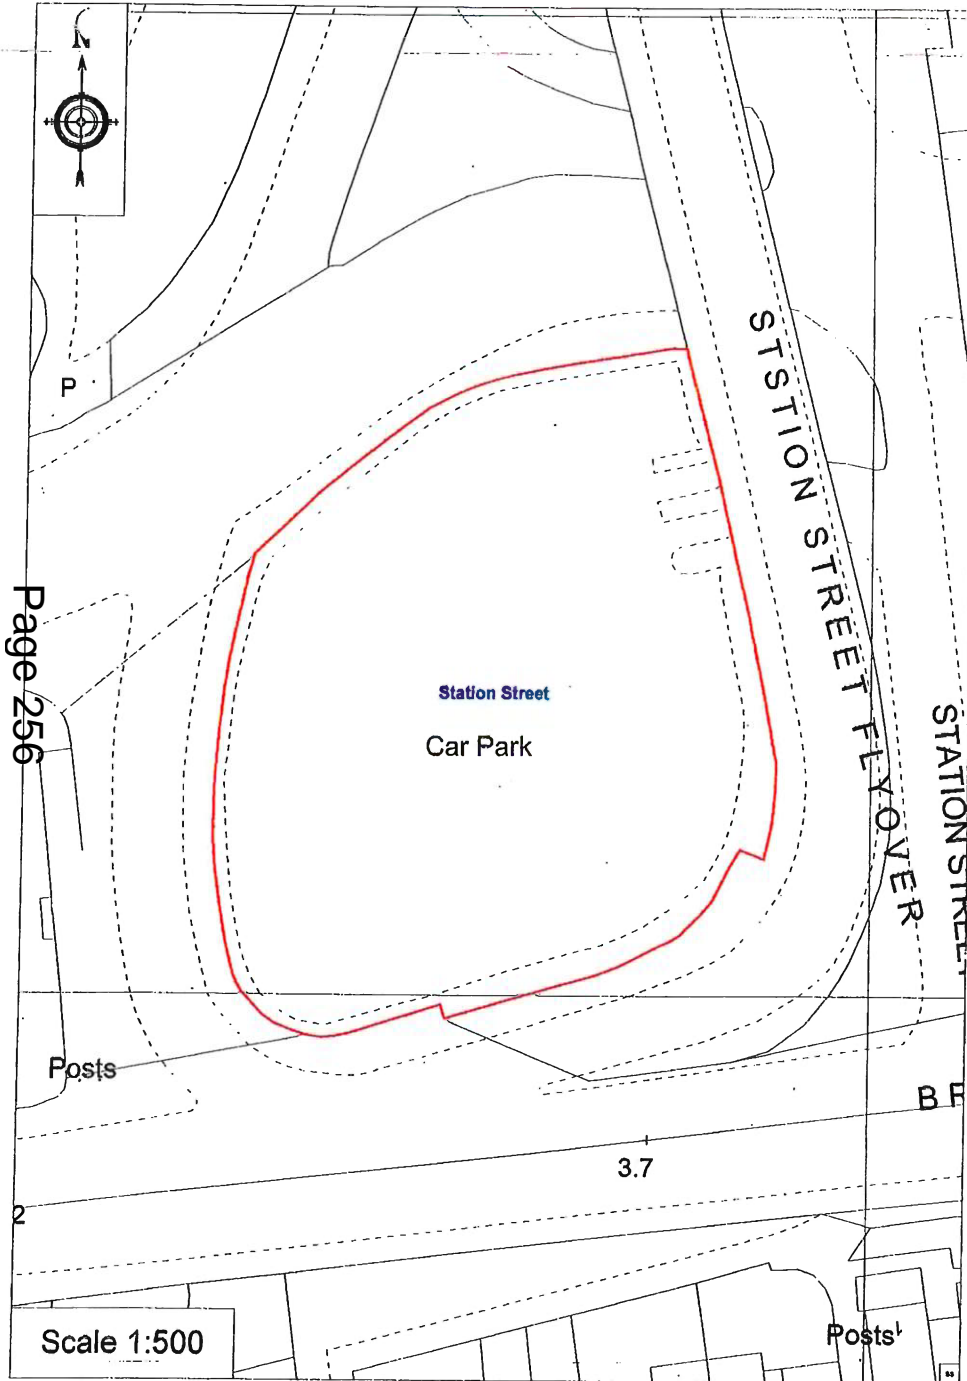 N
P
STSTION STREET FLYOVER
Page 256
Station Street
Car Park
STATION STREET
Posts
B
3.7
2
Scale 1:500
Posts